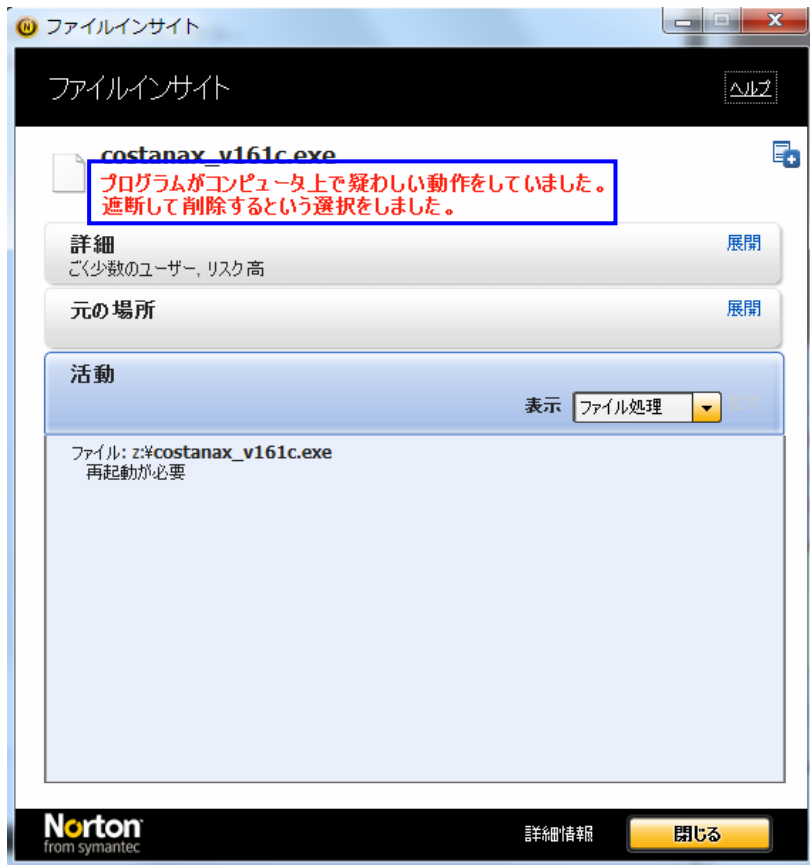 ファイルインサイト
ファイルインサイト
ヘルプ
costanax_v161c.exe
プログラムがコンピュータ上で疑わしい動作をしていました。
遮断して削除するという選択をしました。
詳細
展開
ごく少数のユーザー, リスク高
元の場所
展開
活動
表示 ファイル処理
ファイル: z:¥costanax_v161c.exe
再起動が必要
Norton
from symantec
詳細情報
閉じる